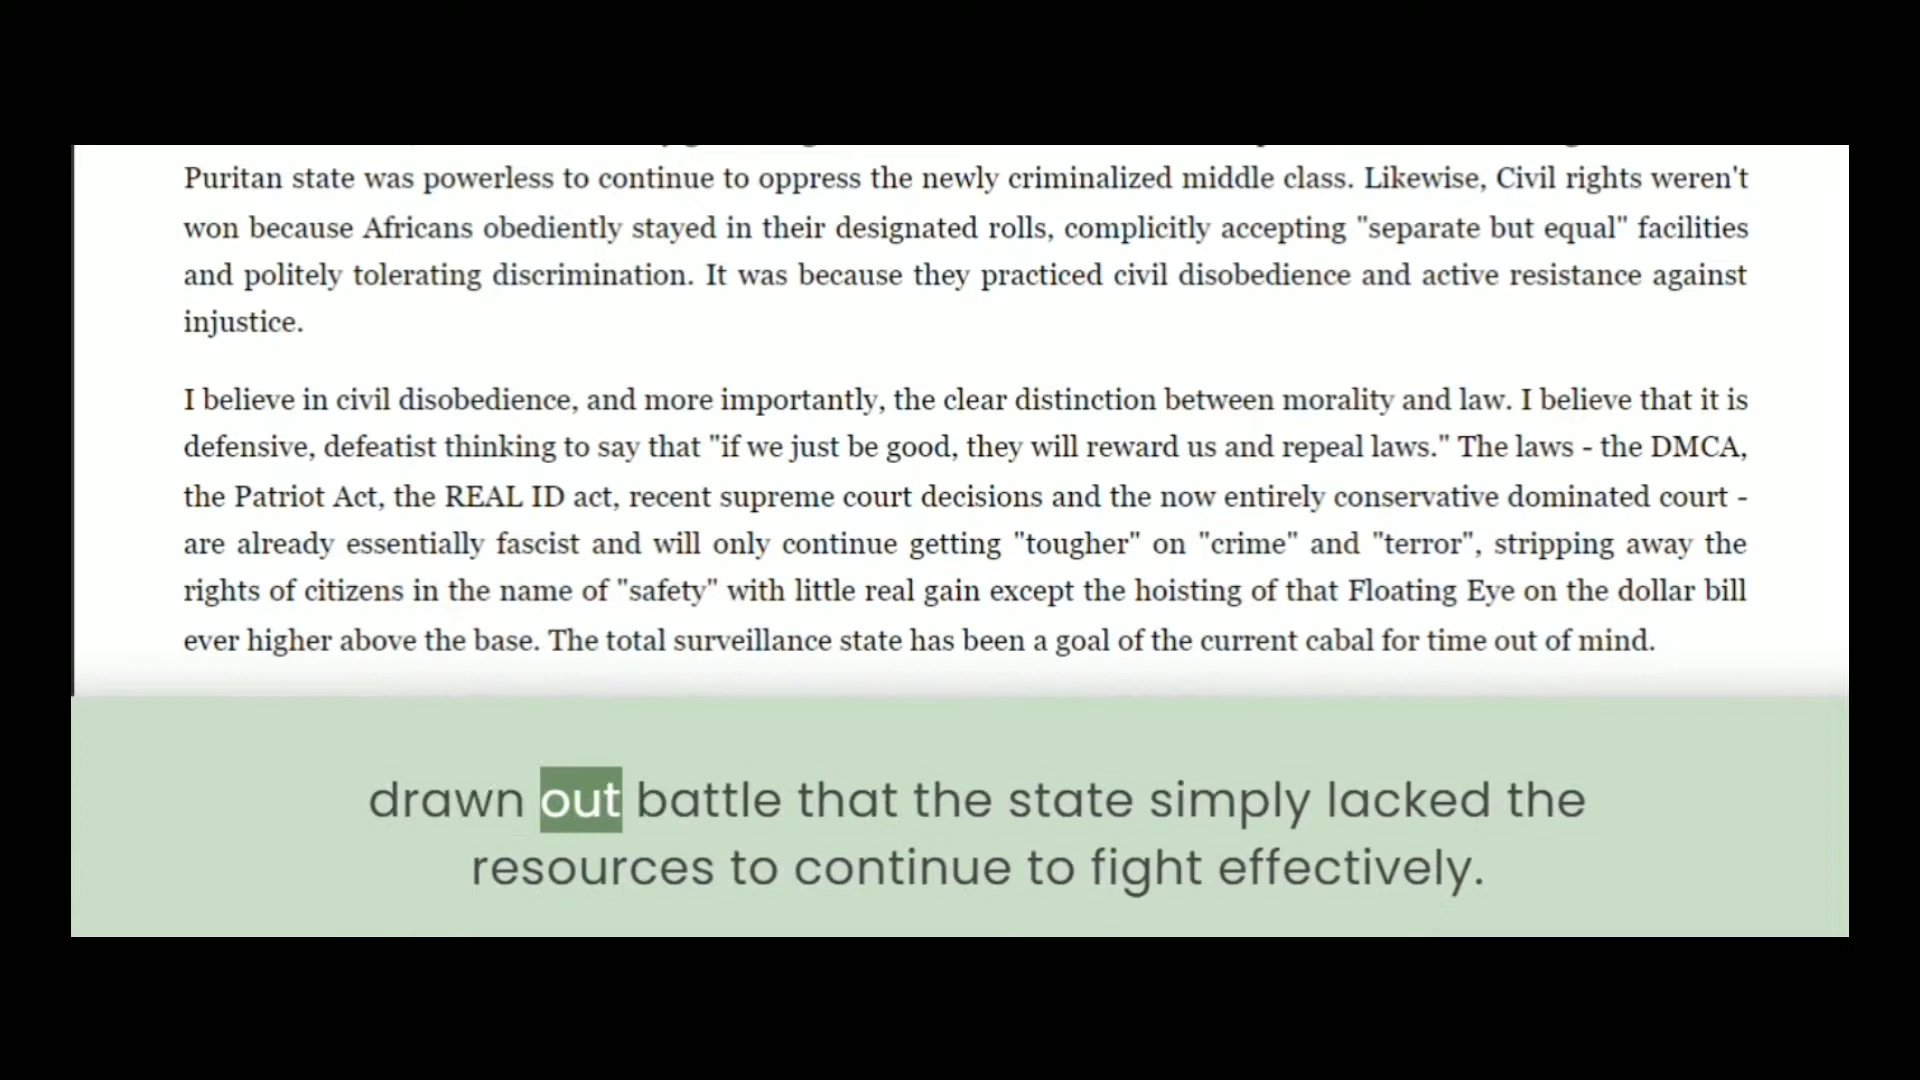 Puritan state was powerless to continue to oppress the newly criminalized middle class. Likewise, Civil rights weren't
won because Africans obediently stayed in their designated rolls, complicitly accepting "separate but equal" facilities
and politely tolerating discrimination. It was because they practiced civil disobedience and active resistance against
injustice.
I believe in civil disobedience, and more importantly, the clear distinction between morality and law. I believe that it is
defensive, defeatist thinking to say that "if we just be good, they will reward us and repeal laws." The laws - the DMCA,
the Patriot Act, the REAL ID act, recent supreme court decisions and the now entirely conservative dominated court -
are already essentially fascist and will only continue getting "tougher" on "crime" and "terror", stripping away the
rights of citizens in the name of "safety" with little real gain except the hoisting of that Floating Eye on the dollar bill
ever higher above the base. The total surveillance state has been a goal of the current cabal for time out of mind.
drawn out battle that the state simply lacked the
resources to continue to fight effectively.